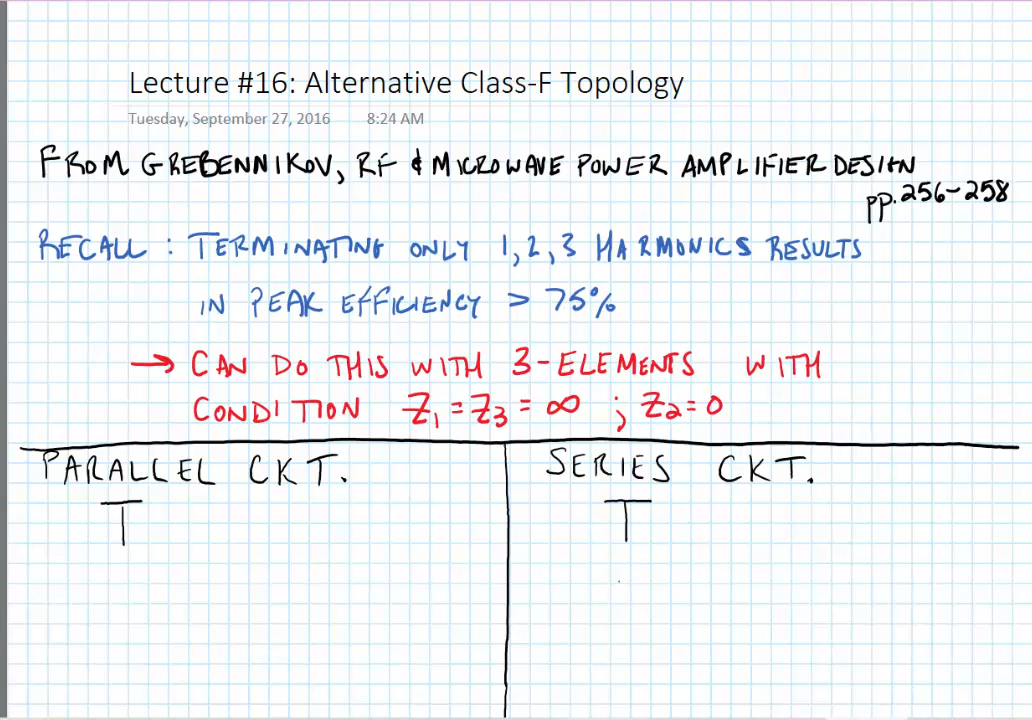 Lecture #16: Alternative Class-F Topology
Tuesday, September 27, 2016 8:24 AM
FROM GREBENNIKOV, RF & MICROWAVE POWER AMPLIFIER DESIGN
pp. 256-258
RECALL: TERMINATING ONLY 1,2,3 HARMONICS RESULTS
IN PEAK EFFICIENCY > 75%
→ CAN DO THIS WITH 3-ELEMENTS WITH
CONDITION Z₁ = Z₃ = ∞ ; Z₂ = 0
PARALLEL CKT.
T
SERIES CKT.
T